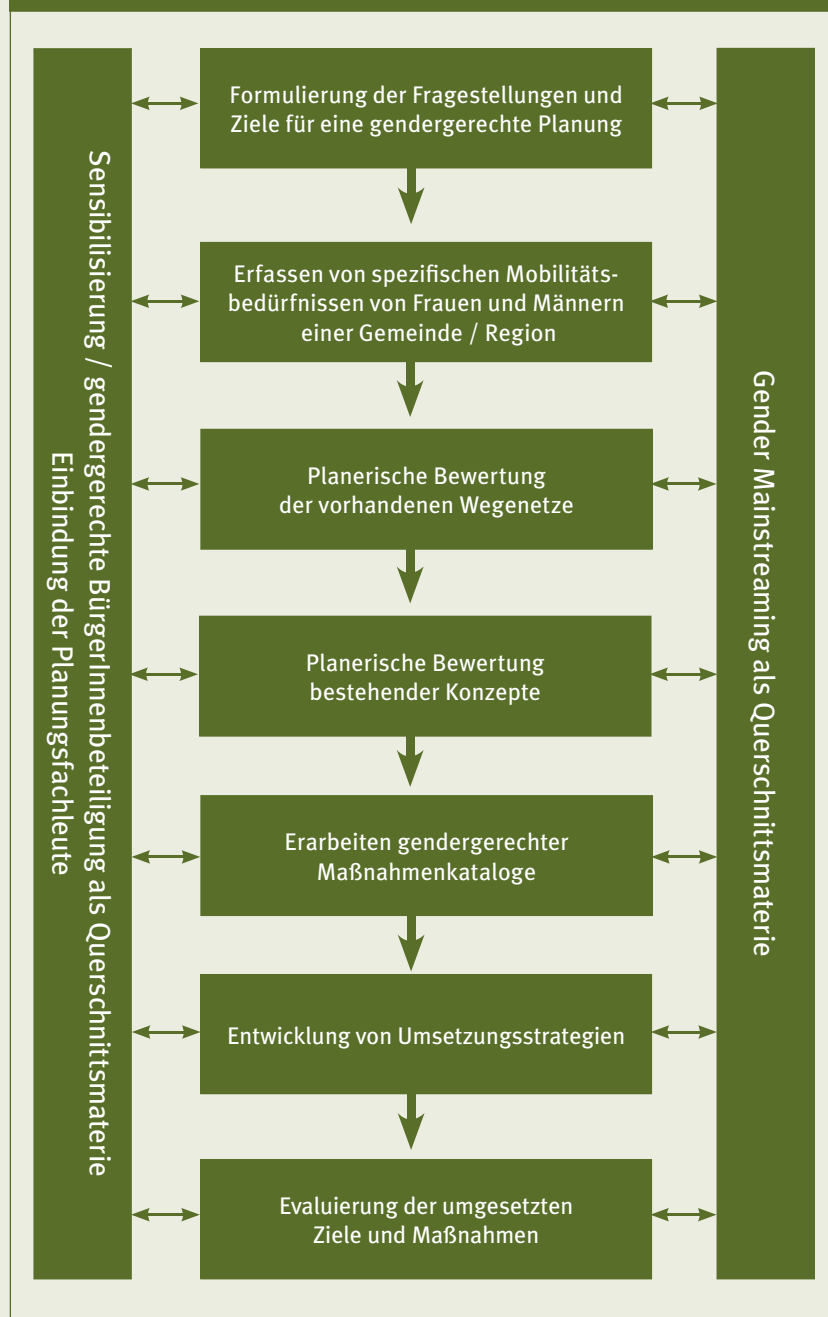 Sensibilisierung / gendergerechte BürgerInnenbeteiligung als Querschnittsmaterie
Einbindung der Planungsfachleute
Formulierung der Fragestellungen und
Ziele für eine gendergerechte Planung
Erfassen von spezifischen Mobilitäts-
bedürfnissen von Frauen und Männern
einer Gemeinde / Region
Planerische Bewertung
der vorhandenen Wegenetze
Planerische Bewertung
bestehender Konzepte
Erarbeiten gendergerechter
Maßnahmenkataloge
Entwicklung von Umsetzungsstrategien
Evaluierung der umgesetzten
Ziele und Maßnahmen
Gender Mainstreaming als Querschnittsmaterie